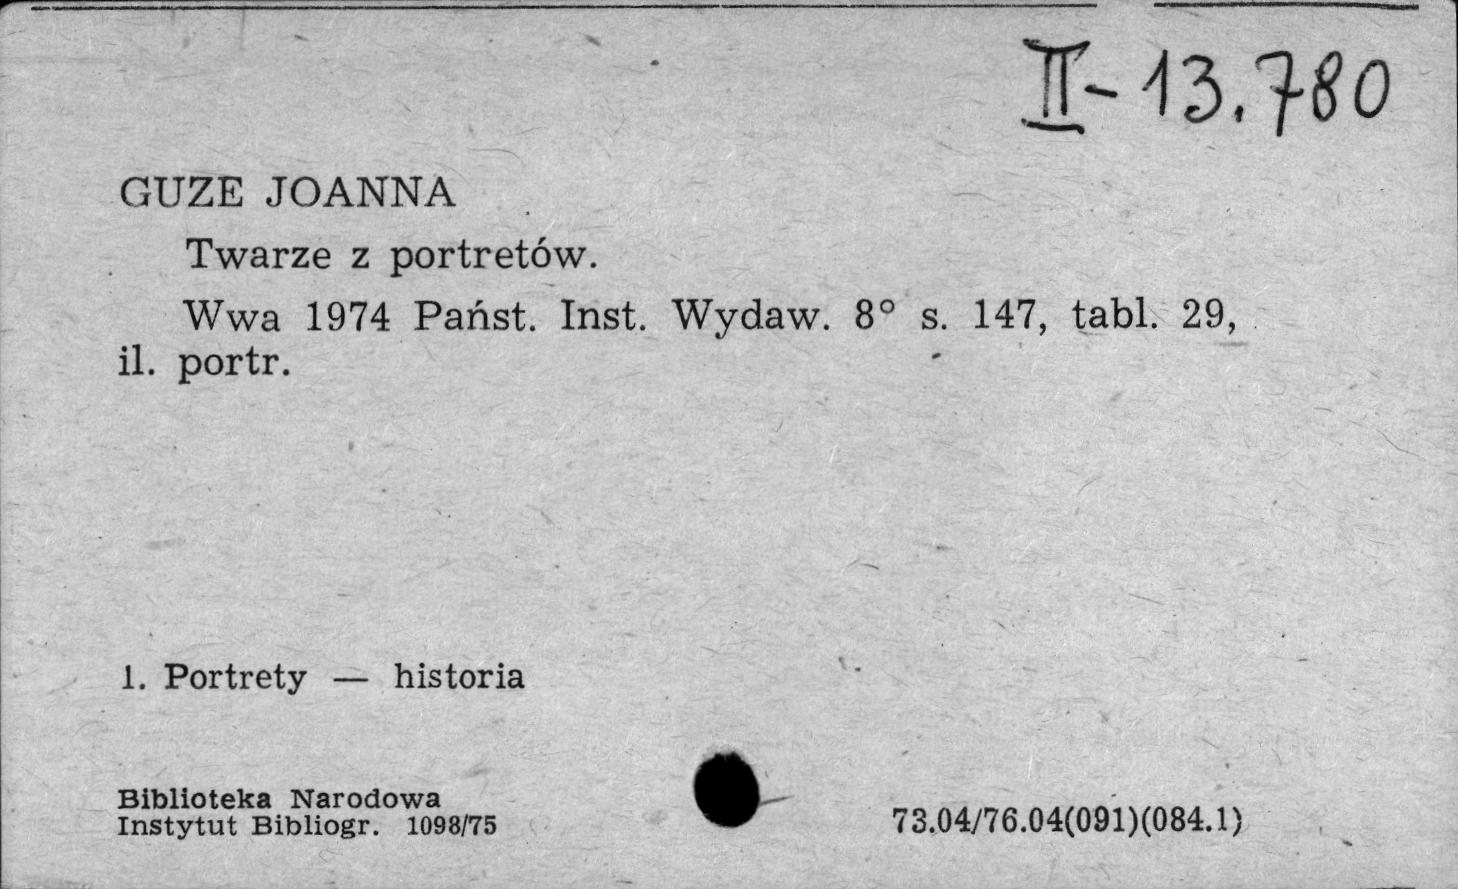 II-13.780
GUZE JOANNA
Twarze z portretów.
Wwa 1974 Państ. Inst. Wydaw. 8° s. 147, tabl. 29,
il. portr.
1. Portrety — historia
Biblioteka Narodowa
Instytut Bibliogr. 1098/75
73.04/76.04(091)(084.1)